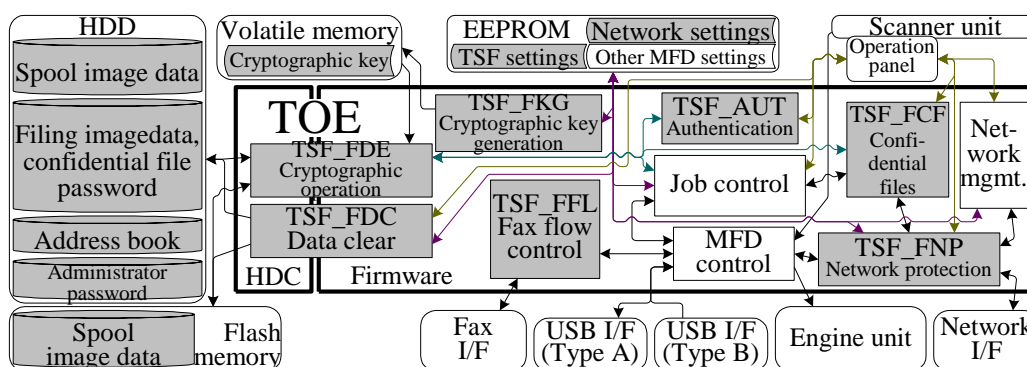 HDD
Spool image data
Filing imagedata,
confidential file
password
Address book
Administrator
password
Volatile memory
Cryptographic key
EEPROM
Network settings
TSF settings
Other MFD settings
Scanner unit
Operation
panel
TOE
TSF_FKG
Cryptographic key
generation
TSF_AUT
Authentication
TSF_FCF
Confi-
dential
files
Net-
work
mgmt.
TSF_FDE
Cryptographic
operation
Job control
TSF_FDC
Data clear
TSF_FFL
Fax flow
control
MFD
control
TSF_FNP
Network protection
HDC
Firmware
Spool
image data
Flash
memory
Fax
I/F
USB I/F
(Type A)
USB I/F
(Type B)
Engine unit
Network
I/F